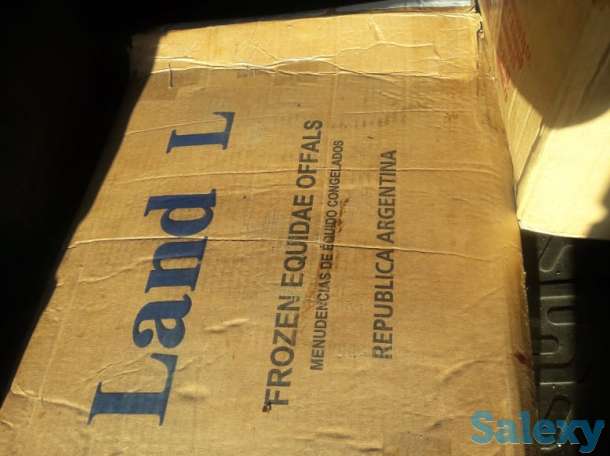 Land L
FROZEN EQUIDAE OFFALS
MENUDENCIAS DE EQUIDO CONGELADOS
REPUBLICA ARGENTINA
Salexy